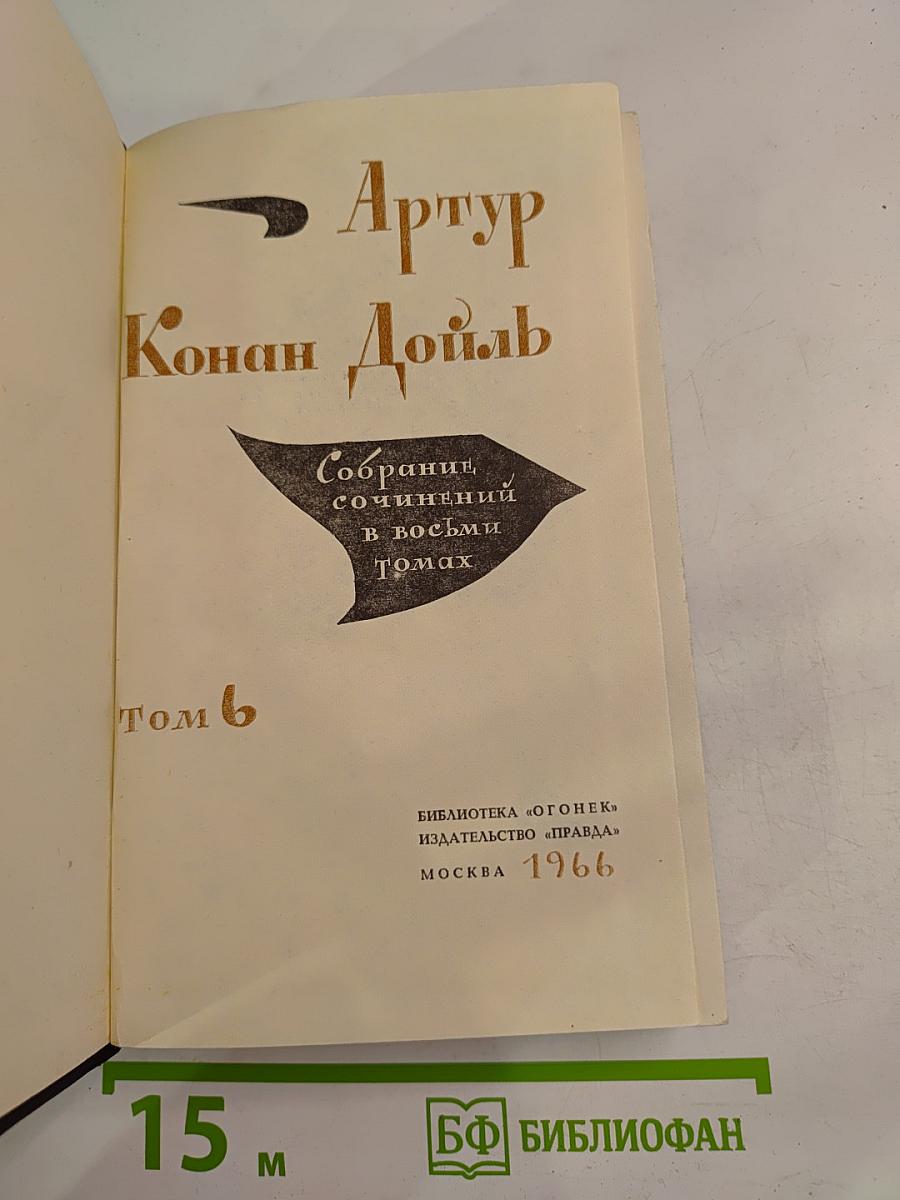 Артур
Конан Дойль
Собрание
сочинений
в восьми
томах
Том 6
БИБЛИОТЕКА «ОГОНЕК»
ИЗДАТЕЛЬСТВО «ПРАВДА»
МОСКВА 1966
15 м
БФ БИБЛИОФАН